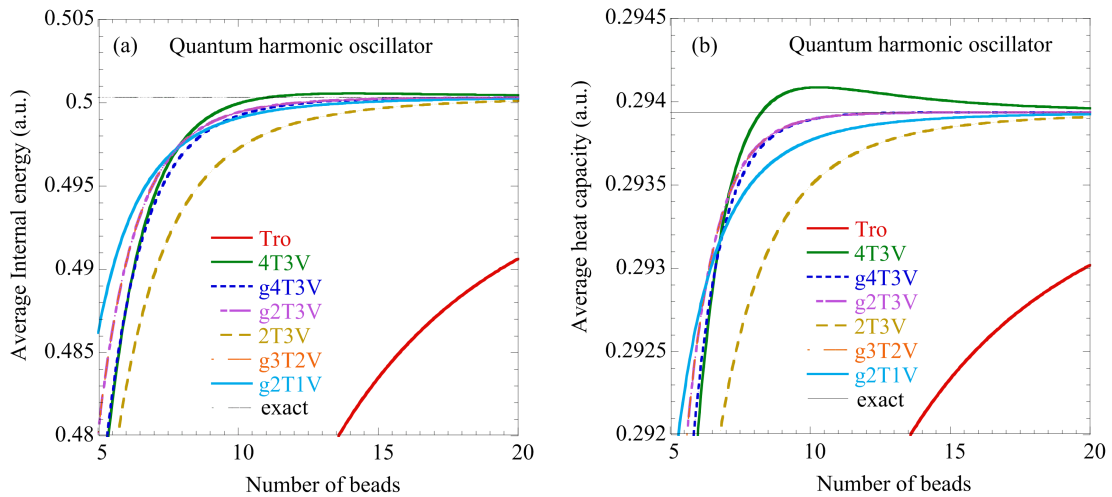 (a) Quantum harmonic oscillator
Average Internal energy (a.u.)
0.505
0.5
0.495
0.49
0.485
0.48
Tro
4T3V
g4T3V
g2T3V
2T3V
g3T2V
g2T1V
exact
5 10 15 20
Number of beads
(b) Quantum harmonic oscillator
Average heat capacity (a.u.)
0.2945
0.294
0.2935
0.293
0.2925
0.292
Tro
4T3V
g4T3V
g2T3V
2T3V
g3T2V
g2T1V
exact
5 10 15 20
Number of beads